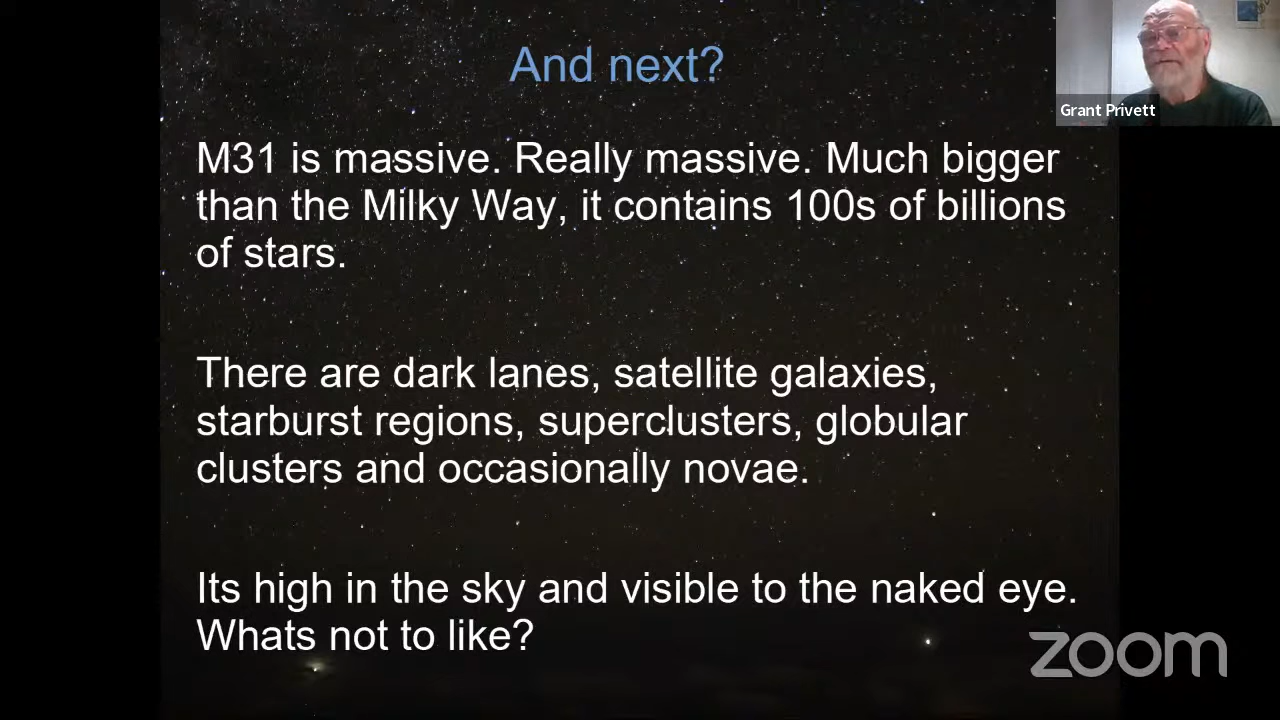 And next?
Grant Privett
M31 is massive. Really massive. Much bigger
than the Milky Way, it contains 100s of billions
of stars.
There are dark lanes, satellite galaxies,
starburst regions, superclusters, globular
clusters and occasionally novae.
Its high in the sky and visible to the naked eye.
Whats not to like?
zoom